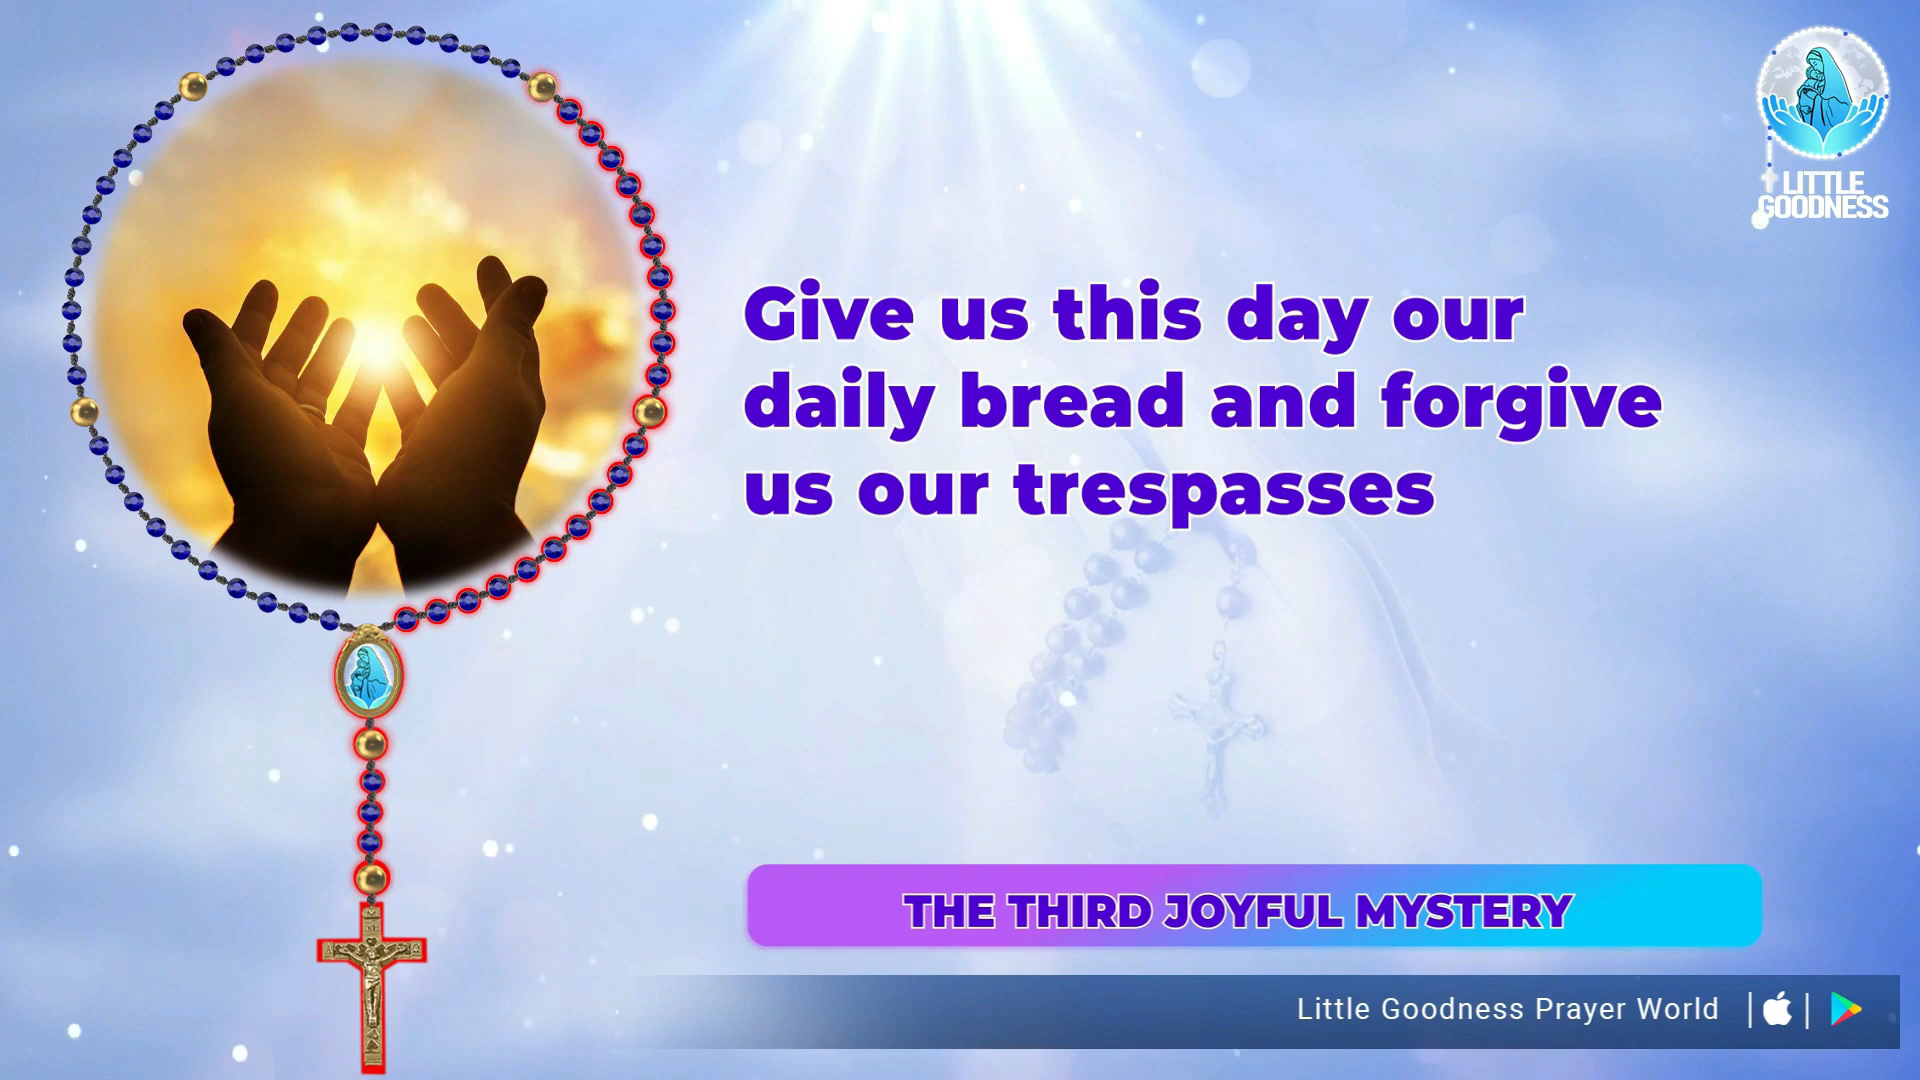 LITTLE
GOODNESS
Give us this day our
daily bread and forgive
us our trespasses
THE THIRD JOYFUL MYSTERY
Little Goodness Prayer World